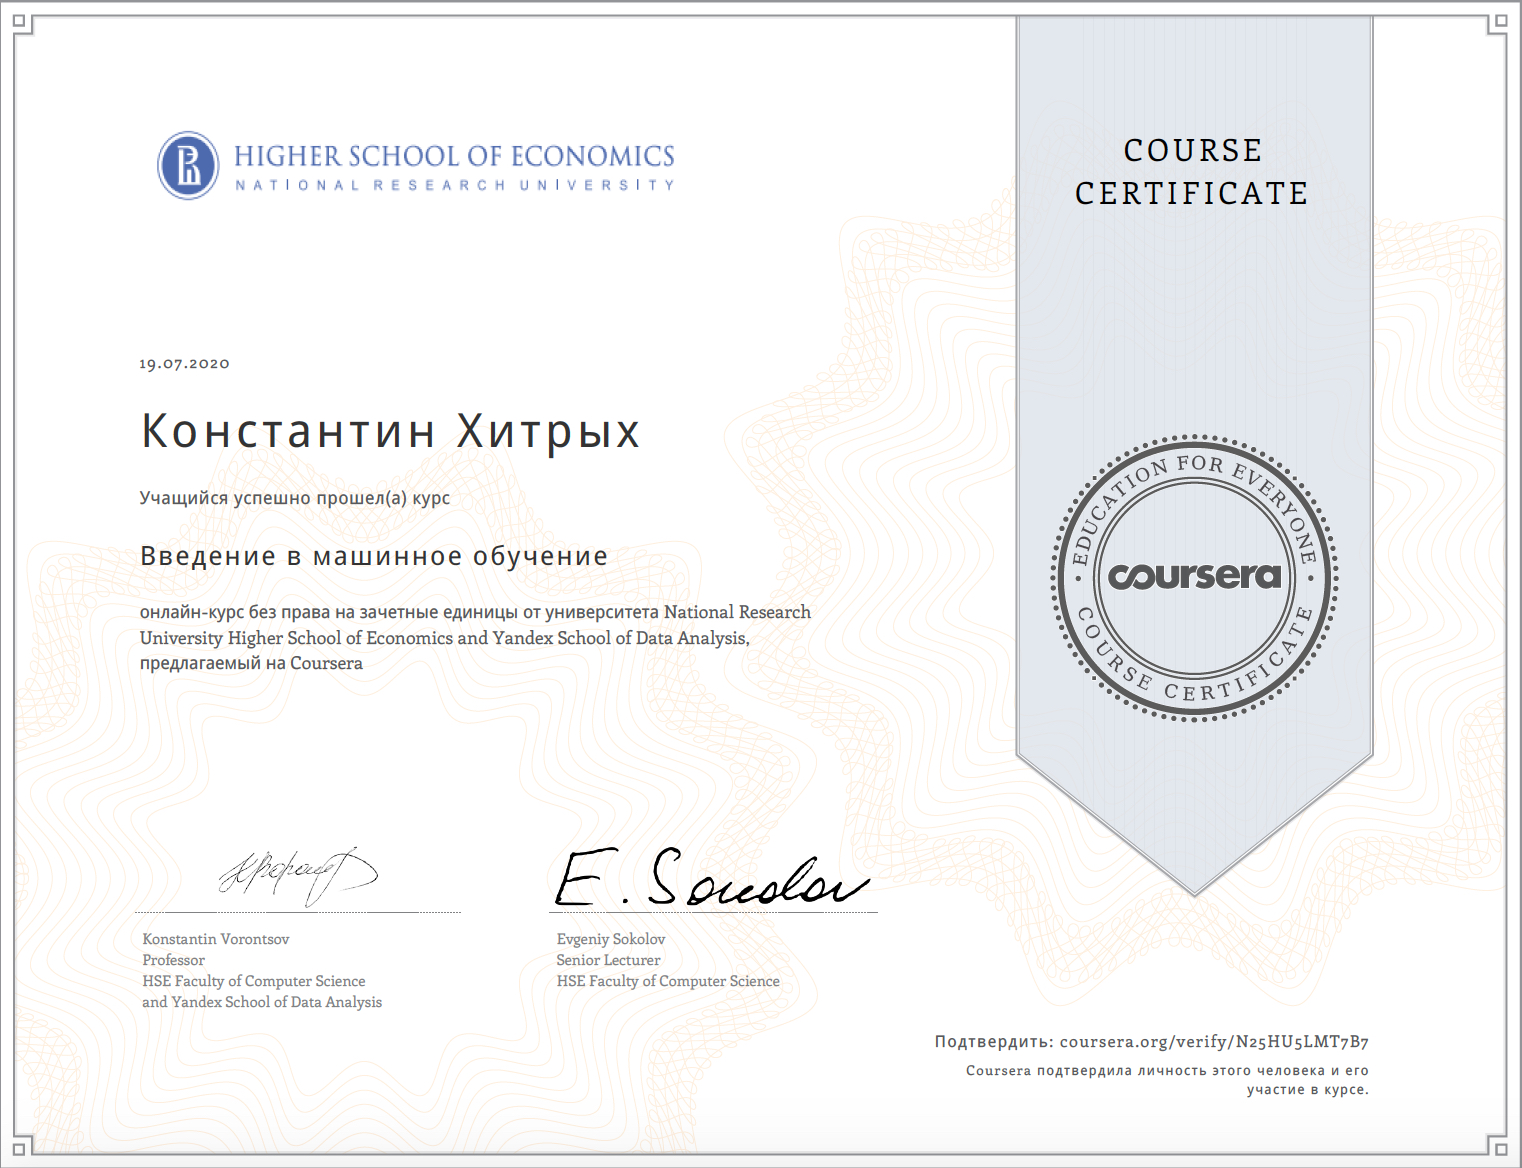 HIGHER SCHOOL OF ECONOMICS
NATIONAL RESEARCH UNIVERSITY
COURSE
CERTIFICATE
19.07.2020
Константин Хитрых
Учащийся успешно прошел(а) курс
Введение в машинное обучение
онлайн-курс без права на зачетные единицы от университета National Research
University Higher School of Economics and Yandex School of Data Analysis,
предлагаемый на Coursera
EDUCATION FOR EVERYONE
coursera
COURSE CERTIFICATE
E. Sokolov
Konstantin Vorontsov
Professor
HSE Faculty of Computer Science
and Yandex School of Data Analysis
Evgeniy Sokolov
Senior Lecturer
HSE Faculty of Computer Science
Подтвердить: coursera.org/verify/N25HU5LMT7B7
Coursera подтвердила личность этого человека и его
участие в курсе.